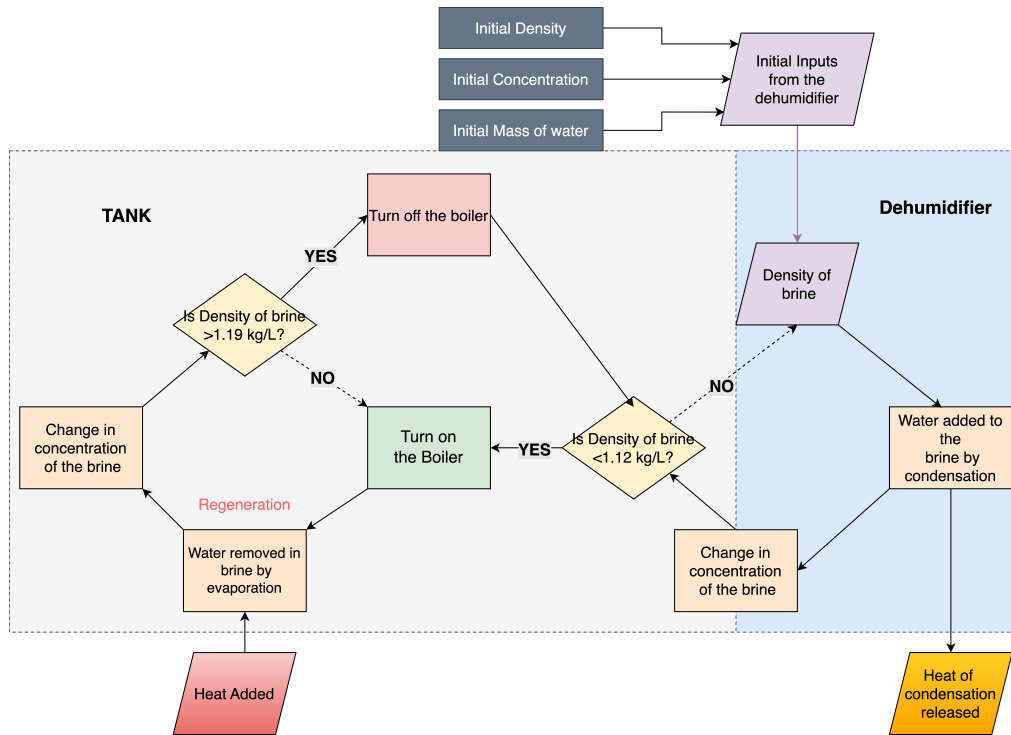 Initial Density
Initial Concentration
Initial Mass of water
Initial Inputs
from the
dehumidifier
TANK
Dehumidifier
Turn off the boiler
YES
Is Density of brine
>1.19 kg/L?
NO
Density of
brine
NO
Change in
concentration
of the brine
Turn on
the Boiler
YES
Is Density of brine
<1.12 kg/L?
Water added to
the
brine by
condensation
Regeneration
Water removed in
brine by
evaporation
Change in
concentration
of the brine
Heat Added
Heat of
condensation
released